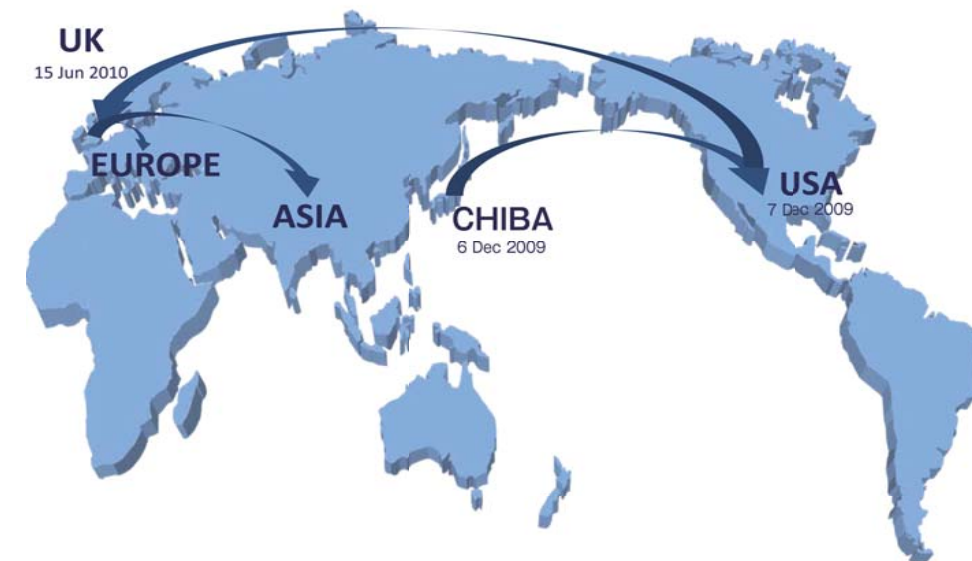 UK
15 Jun 2010
EUROPE
ASIA
CHIBA
6 Dec 2009
USA
7 Dec 2009